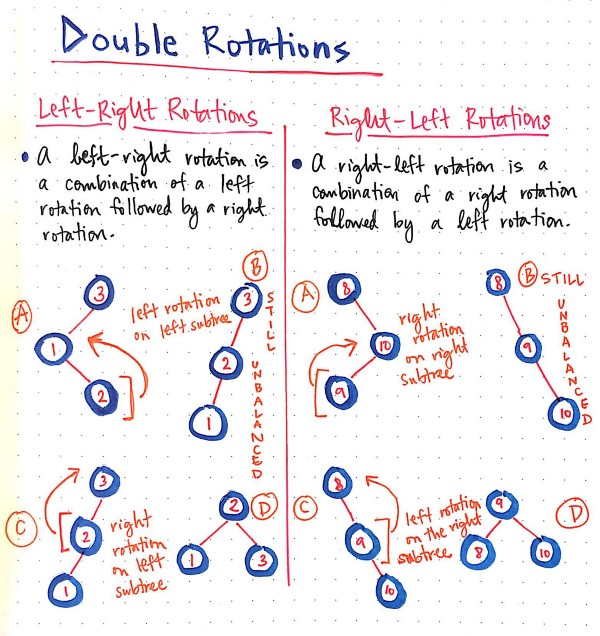 Double Rotations
Left-Right Rotations
• A left-right rotation is
a combination of a left
rotation followed by a right
rotation.
A
3
1
2
left rotation
on left subtree
B
3
2
1
STILL UNBALANCED
C
3
2
1
right
rotation
on left
subtree
D
2
1
3
Right-Left Rotations
• A right-left rotation is a
combination of a right rotation
followed by a left rotation.
A
8
10
9
right
rotation
on right
subtree
B STILL
UNBALANCED
8
9
10
C
8
9
10
left rotation
on the right
subtree
D
9
8
10